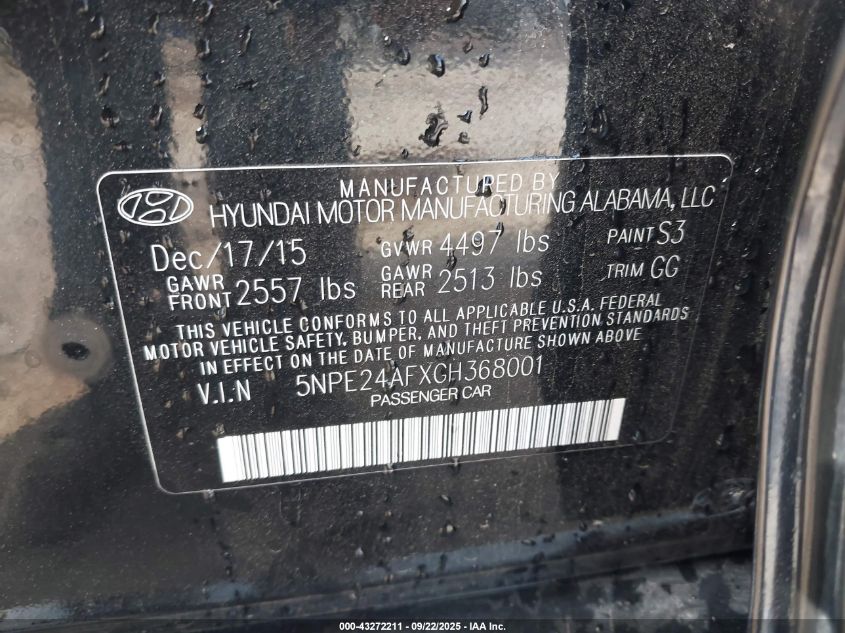 MANUFACTURED BY
HYUNDAI MOTOR MANUFACTURING ALABAMA, LLC
Dec/17/15 GVWR 4497 lbs PAINT S3
GAWR FRONT 2557 lbs GAWR REAR 2513 lbs TRIM GG
THIS VEHICLE CONFORMS TO ALL APPLICABLE U.S.A. FEDERAL
MOTOR VEHICLE SAFETY, BUMPER, AND THEFT PREVENTION STANDARDS
IN EFFECT ON THE DATE OF MANUFACTURE SHOWN ABOVE
V.I.N 5NPE24AFXGH368001
PASSENGER CAR
000-43272211 - 09/22/2025 - IAA Inc.